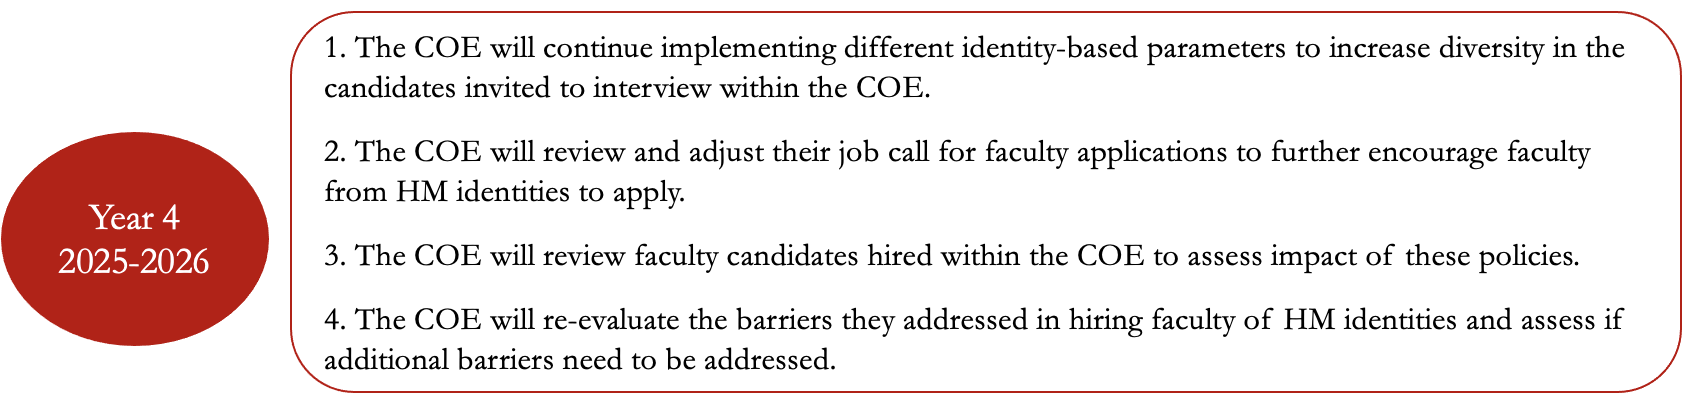 Year 4
2025-2026
1. The COE will continue implementing different identity-based parameters to increase diversity in the
candidates invited to interview within the COE.
2. The COE will review and adjust their job call for faculty applications to further encourage faculty
from HM identities to apply.
3. The COE will review faculty candidates hired within the COE to assess impact of these policies.
4. The COE will re-evaluate the barriers they addressed in hiring faculty of HM identities and assess if
additional barriers need to be addressed.